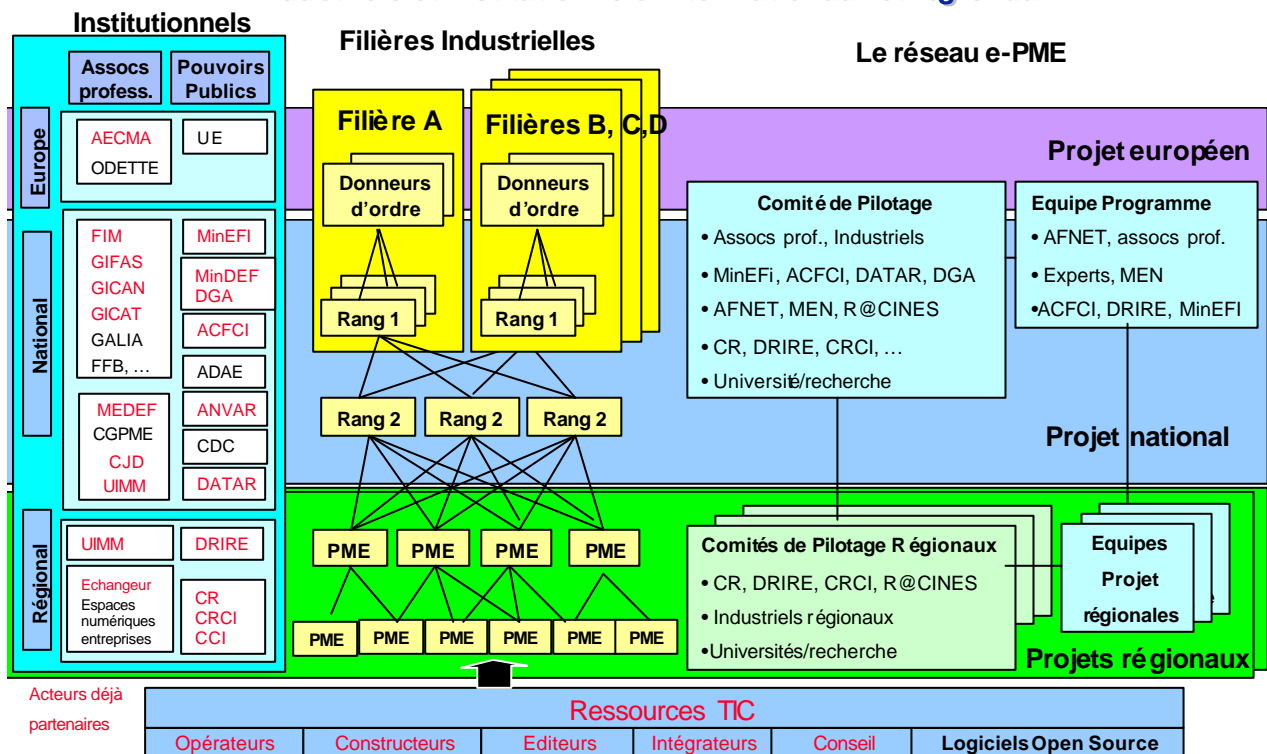 Institutionnels
Filières Industrielles
Le réseau e-PME
Assocs profess.
Pouvoirs Publics
Europe
AECMA
ODETTE
UE
National
FIM
GIFAS
GICAN
GICAT
GALIA
FFB, …
MEDEF
CGPME
CJD
UIMM
MinEFI
MinDEF
DGA
ACFCI
ADAE
ANVAR
CDC
DATAR
Régional
UIMM
Echangeur
Espaces
numériques
entreprises
DRIRE
CR
CRCI
CCI
Filière A
Filières B, C,D
Donneurs
d'ordre
Donneurs
d'ordre
Rang 1
Rang 1
Rang 2
Rang 2
Rang 2
PME
PME
PME
PME
PME
PME
PME
PME
PME
PME
Projet européen
Comité de Pilotage
• Assocs prof., Industriels
• MinEFi, ACFCI, DATAR, DGA
• AFNET, MEN, R@CINES
• CR, DRIRE, CRCI, …
• Université/recherche
Equipe Programme
• AFNET, assocs prof.
• Experts, MEN
•ACFCI, DRIRE, MinEFI
Projet national
Comités de Pilotage Régionaux
• CR, DRIRE, CRCI, R@CINES
• Industriels régionaux
•Universités/recherche
Equipes
Projet
régionales
Projets régionaux
Acteurs déjà
partenaires
Ressources TIC
Opérateurs
Constructeurs
Editeurs
Intégrateurs
Conseil
Logiciels Open Source